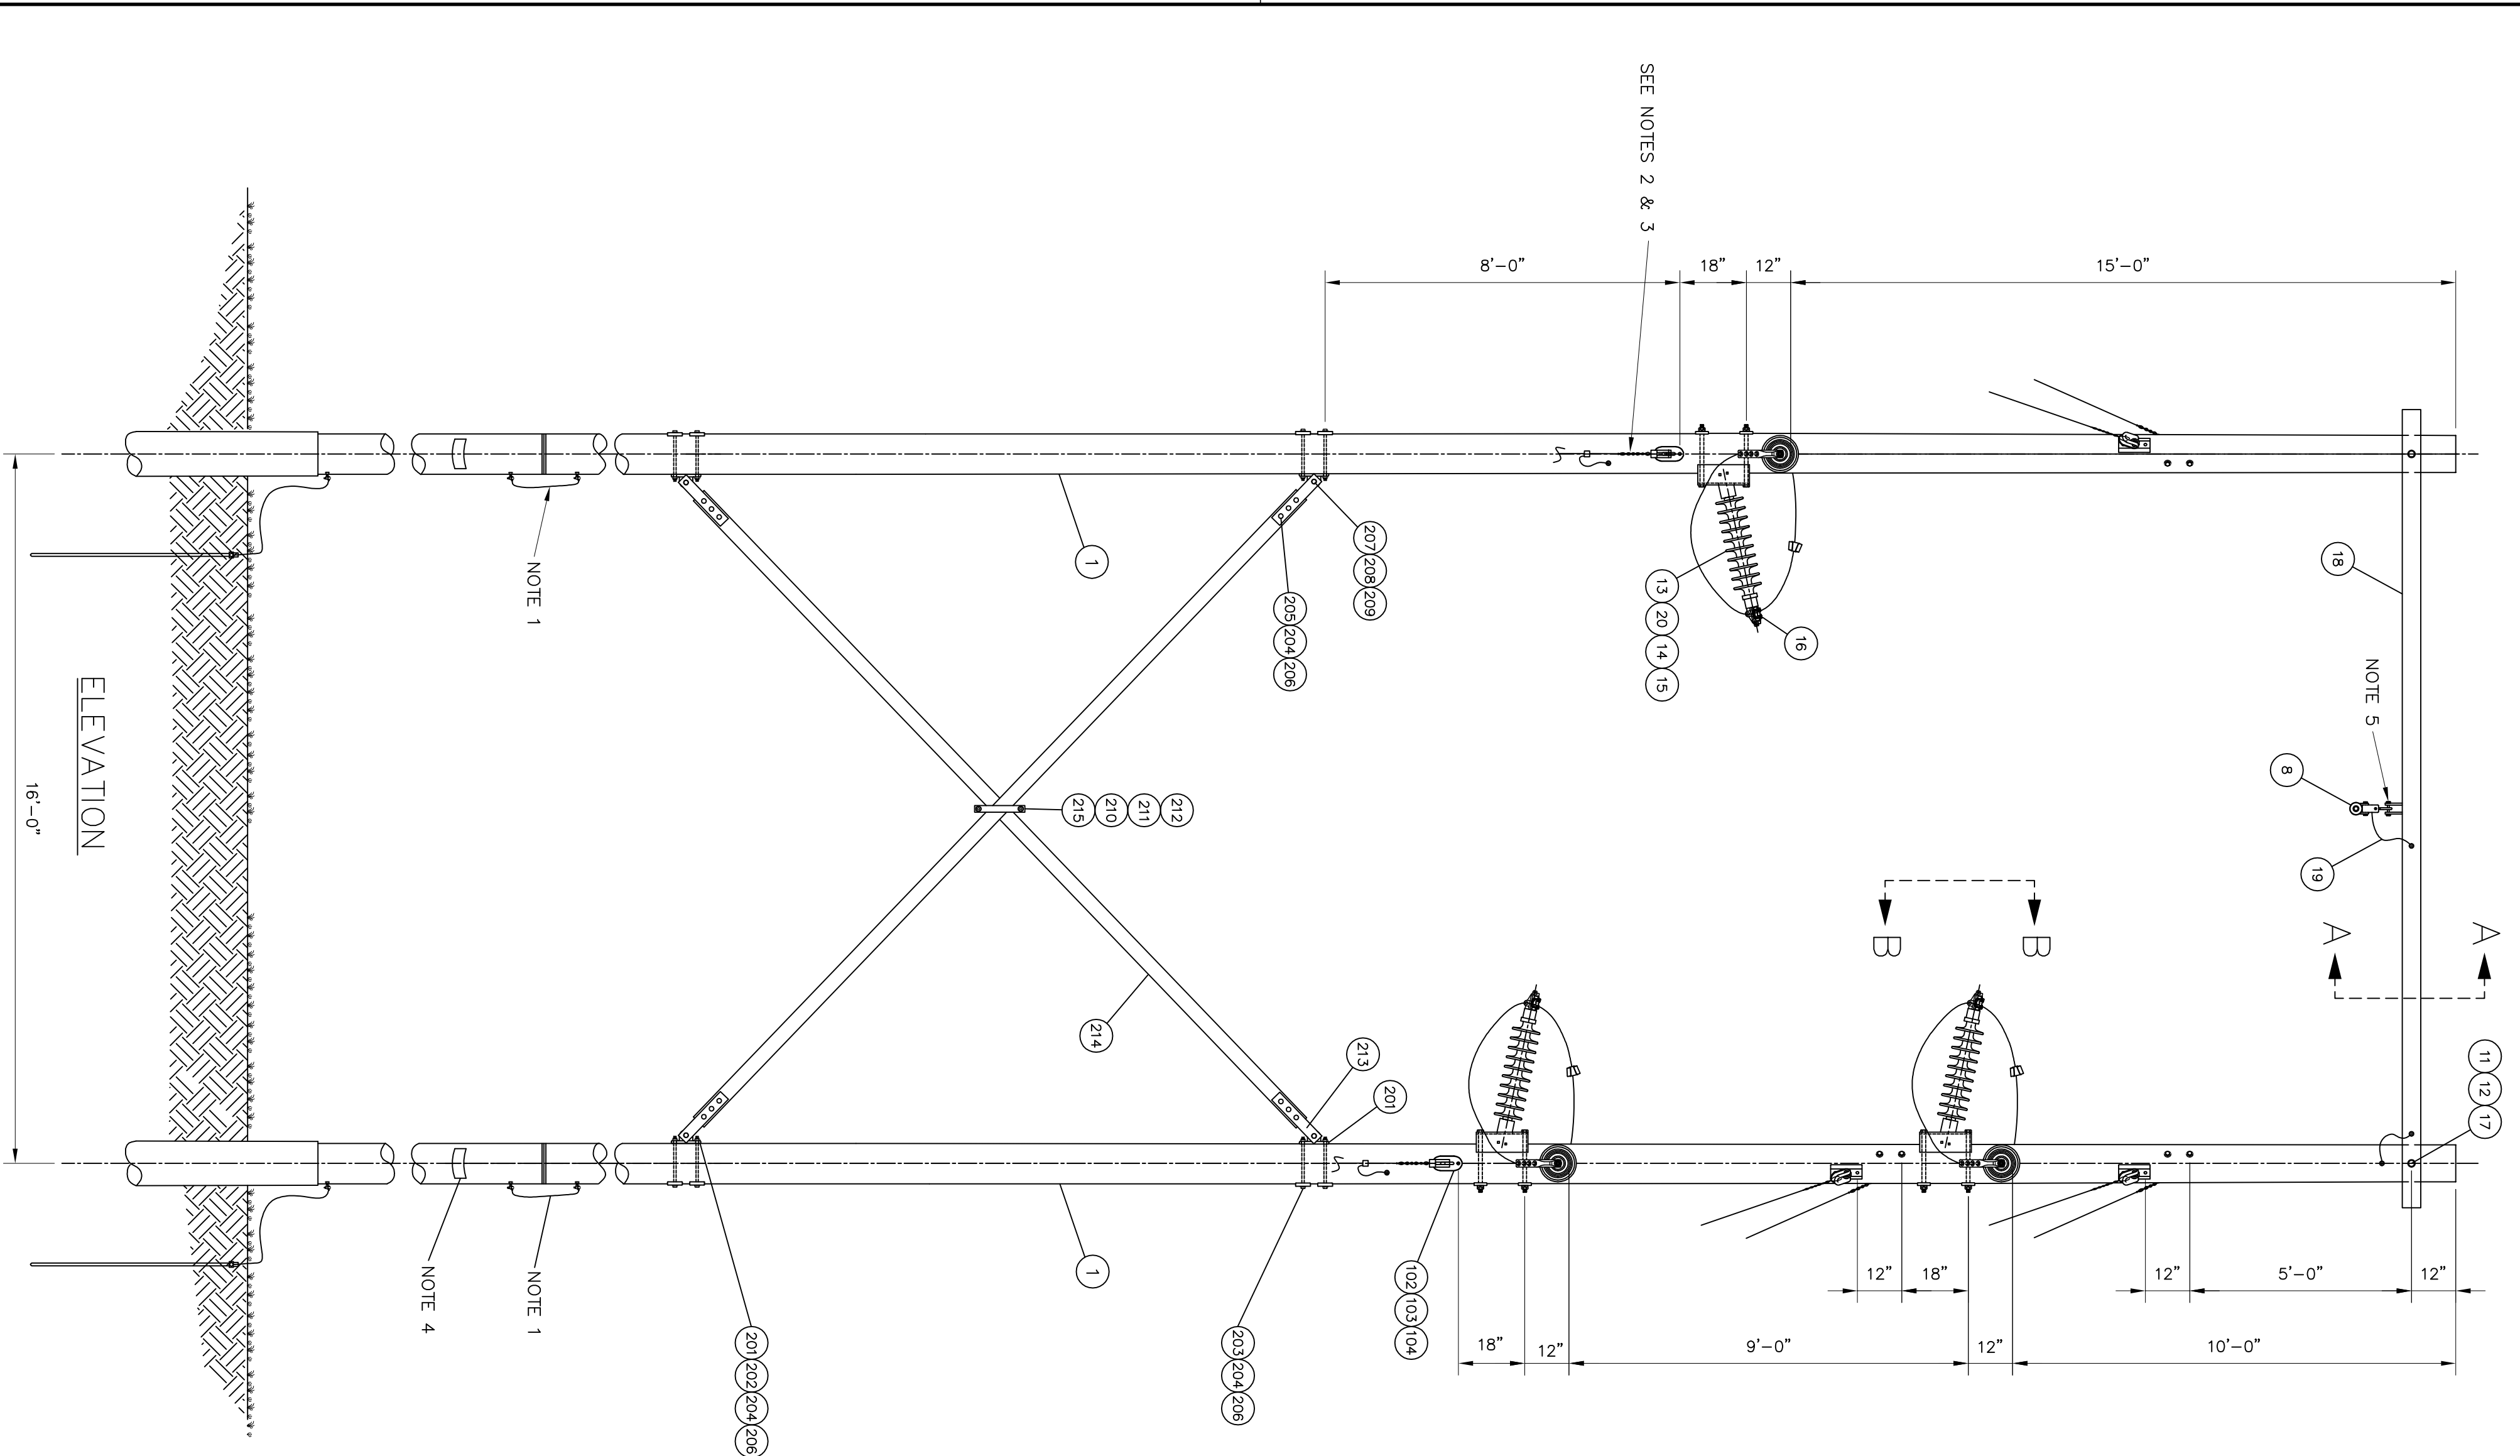 SEE NOTES 2 & 3
8'-0"
18"
12"
15'-0"
1
NOTE 1
207 208 209
205 204 206
13 20 14 15
16
18
NOTE 5
8
19
A A
B B
11 12 17
215 210 211 212
214
213
201
1
NOTE 4
NOTE 1
201 202 204 206
203 204 206
102 103 104
12"
18"
12"
5'-0"
12"
18"
12"
9'-0"
12"
10'-0"
16'-0"
ELEVATION